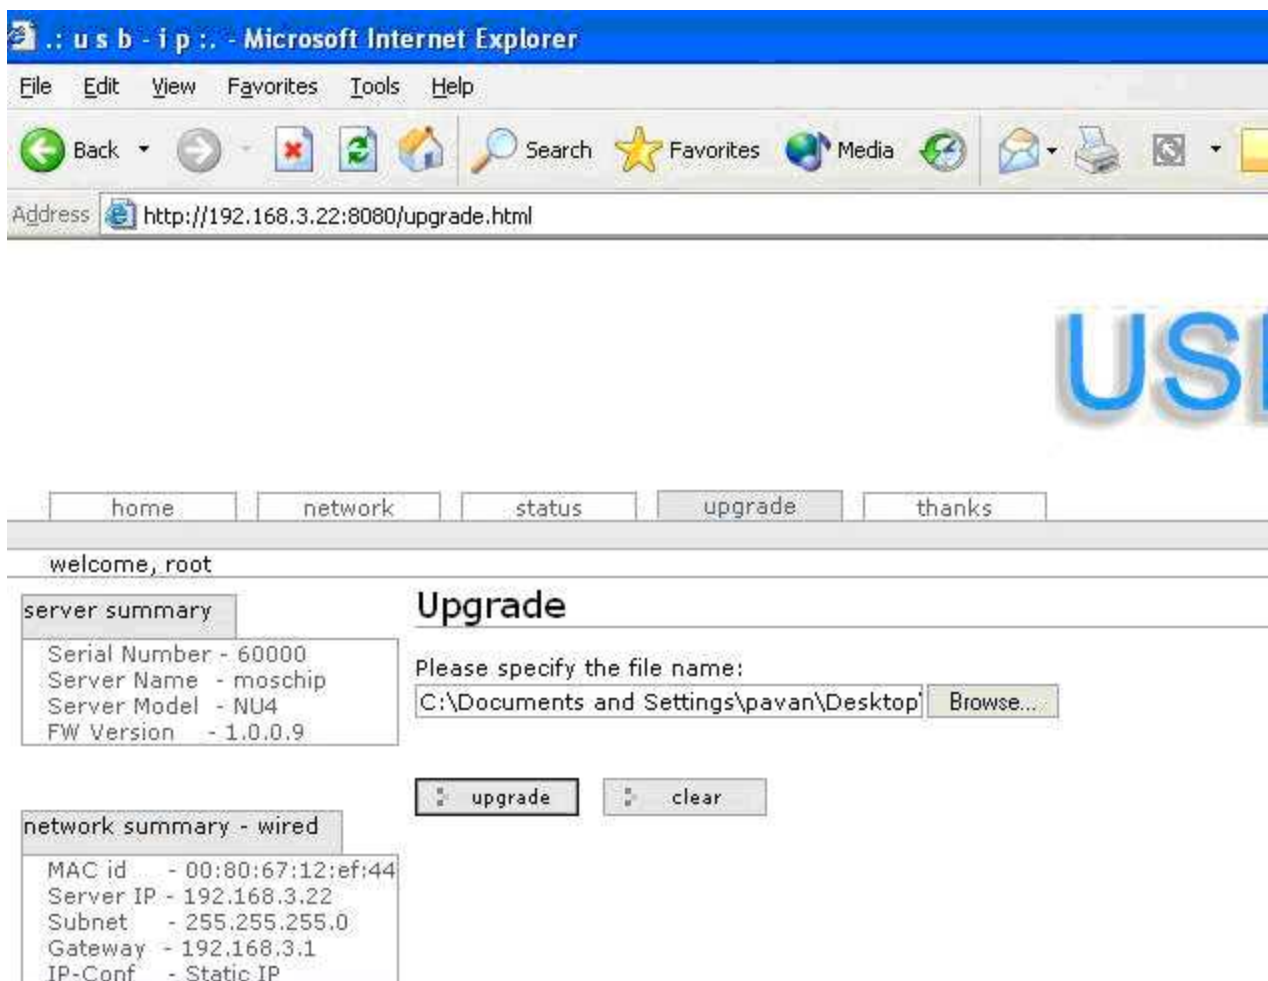 .: u s b - i p :. - Microsoft Internet Explorer
File Edit View Favorites Tools Help
Back Search Favorites Media
Address http://192.168.3.22:8080/upgrade.html
US
home network status upgrade thanks
welcome, root
server summary
Serial Number - 60000
Server Name - moschip
Server Model - NU4
FW Version - 1.0.0.9
Upgrade
Please specify the file name:
C:\Documents and Settings\pavan\Desktop
Browse...
upgrade clear
network summary - wired
MAC id - 00:80:67:12:ef:44
Server IP - 192.168.3.22
Subnet - 255.255.255.0
Gateway - 192.168.3.1
IP-Conf - Static IP